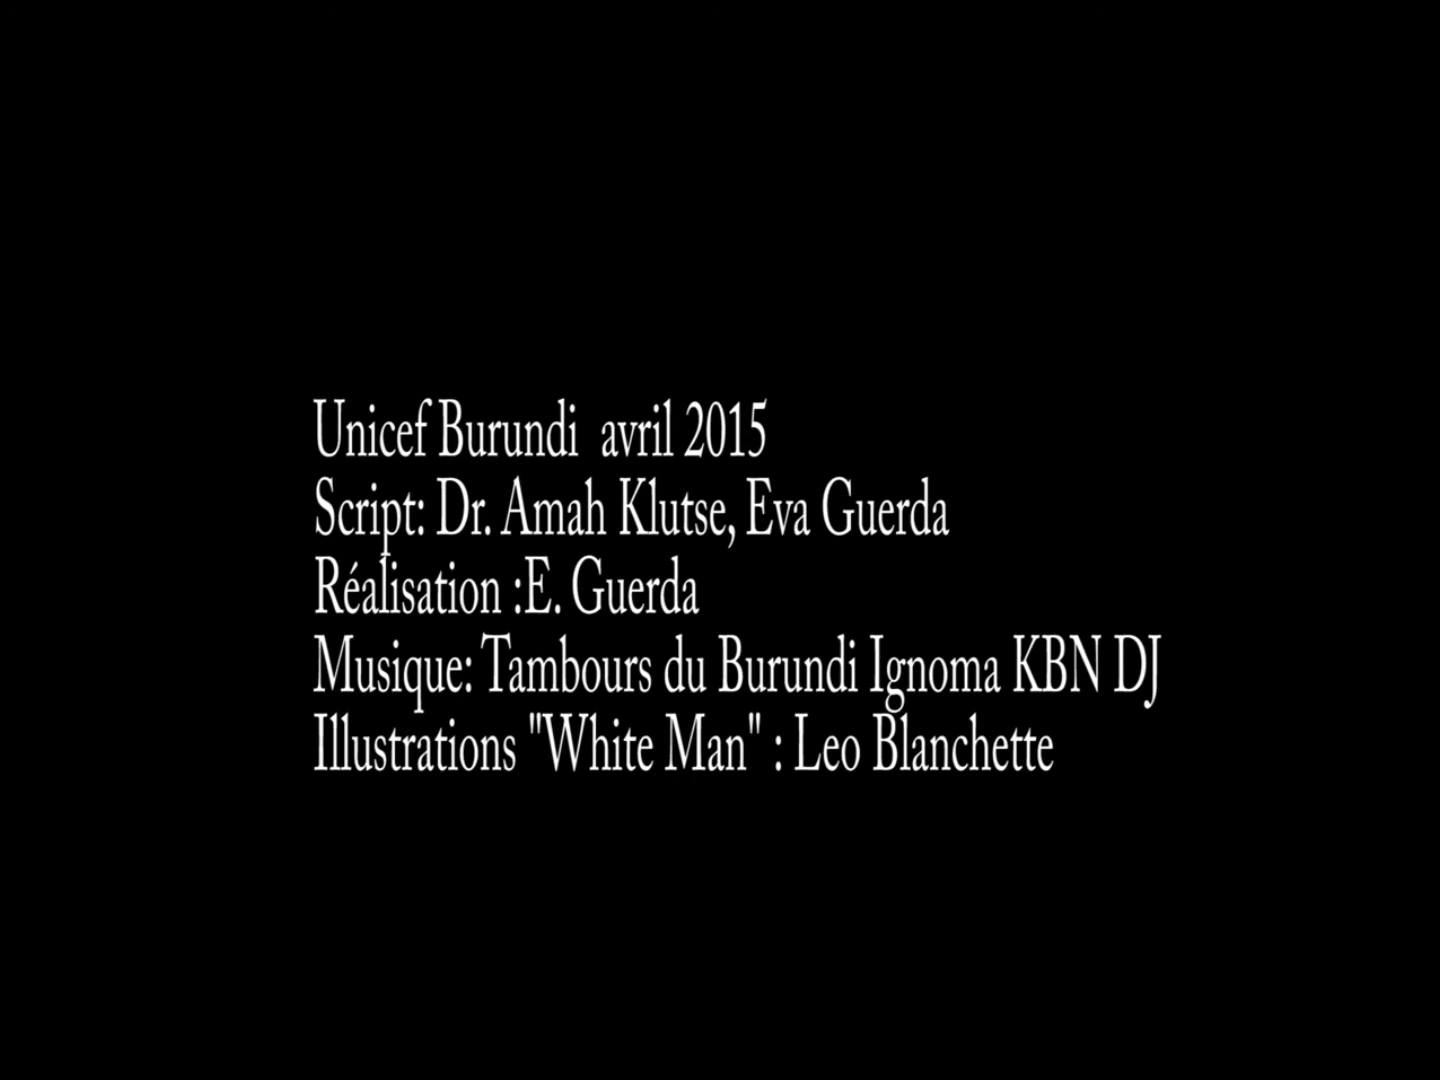 Unicef Burundi  avril 2015
Script: Dr. Amah Klutse, Eva Guerda
Réalisation :E. Guerda
Musique: Tambours du Burundi Ignoma KBN DJ
Illustrations "White Man" : Leo Blanchette